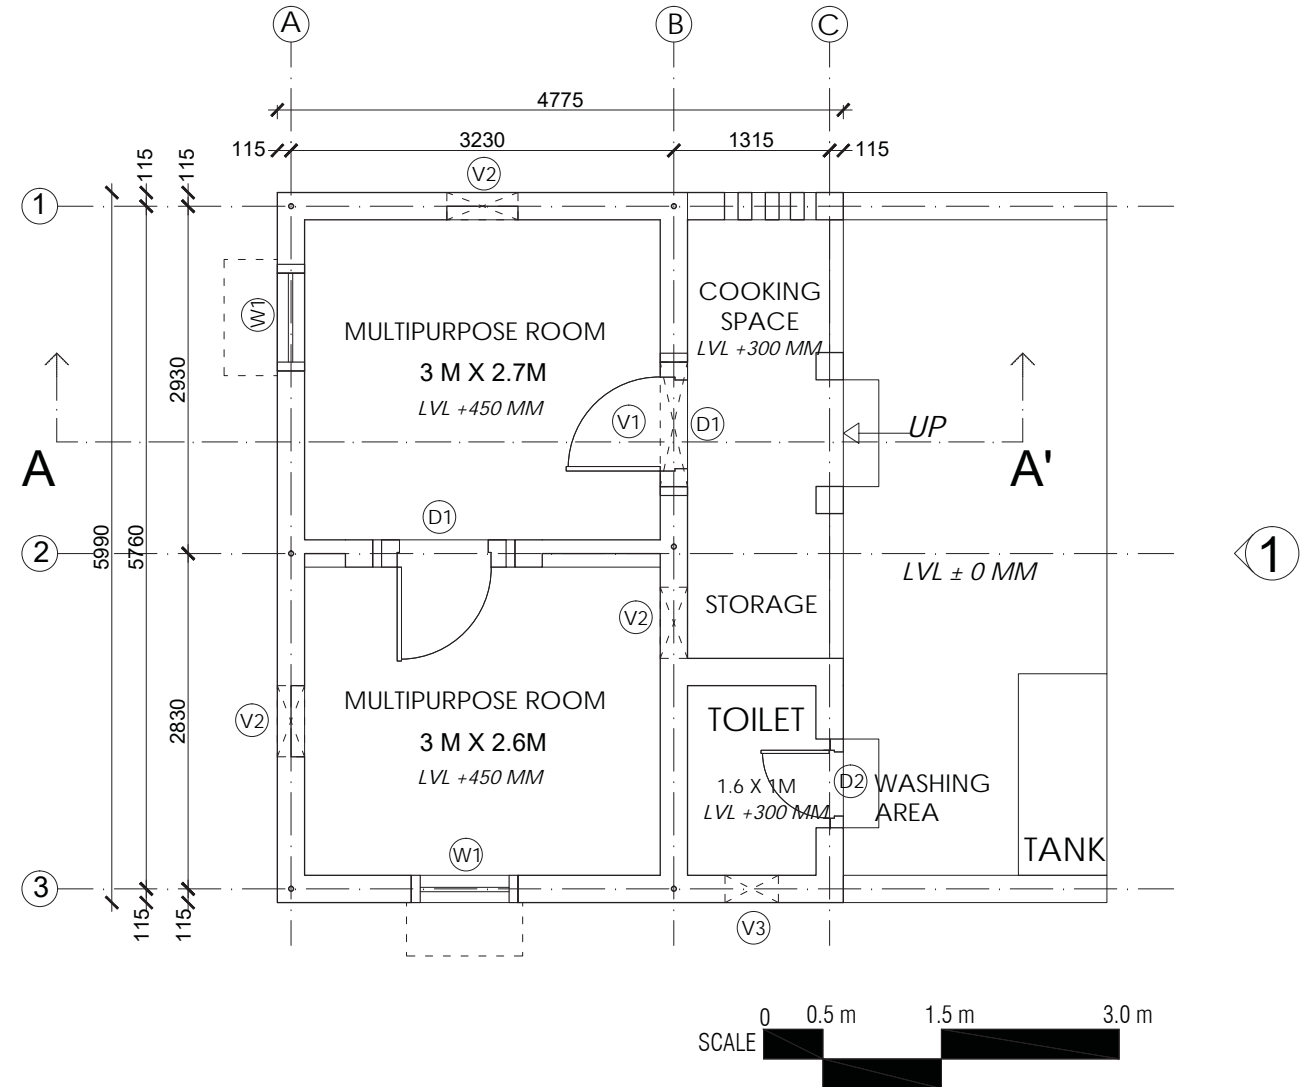 A
B
C
4775
115
3230
1315
115
115
115
V2
1
W1
COOKING
SPACE
LVL +300 MM
MULTIPURPOSE ROOM
3 M X 2.7M
LVL +450 MM
2930
V1
D1
UP
A
A'
D1
5990
5760
2
1
LVL ± 0 MM
STORAGE
V2
MULTIPURPOSE ROOM
3 M X 2.6M
LVL +450 MM
2830
V2
TOILET
1.6 X 1M
LVL +300 MM
D2
WASHING
AREA
TANK
W1
3
115
115
V3
SCALE
0
0.5 m
1.5 m
3.0 m